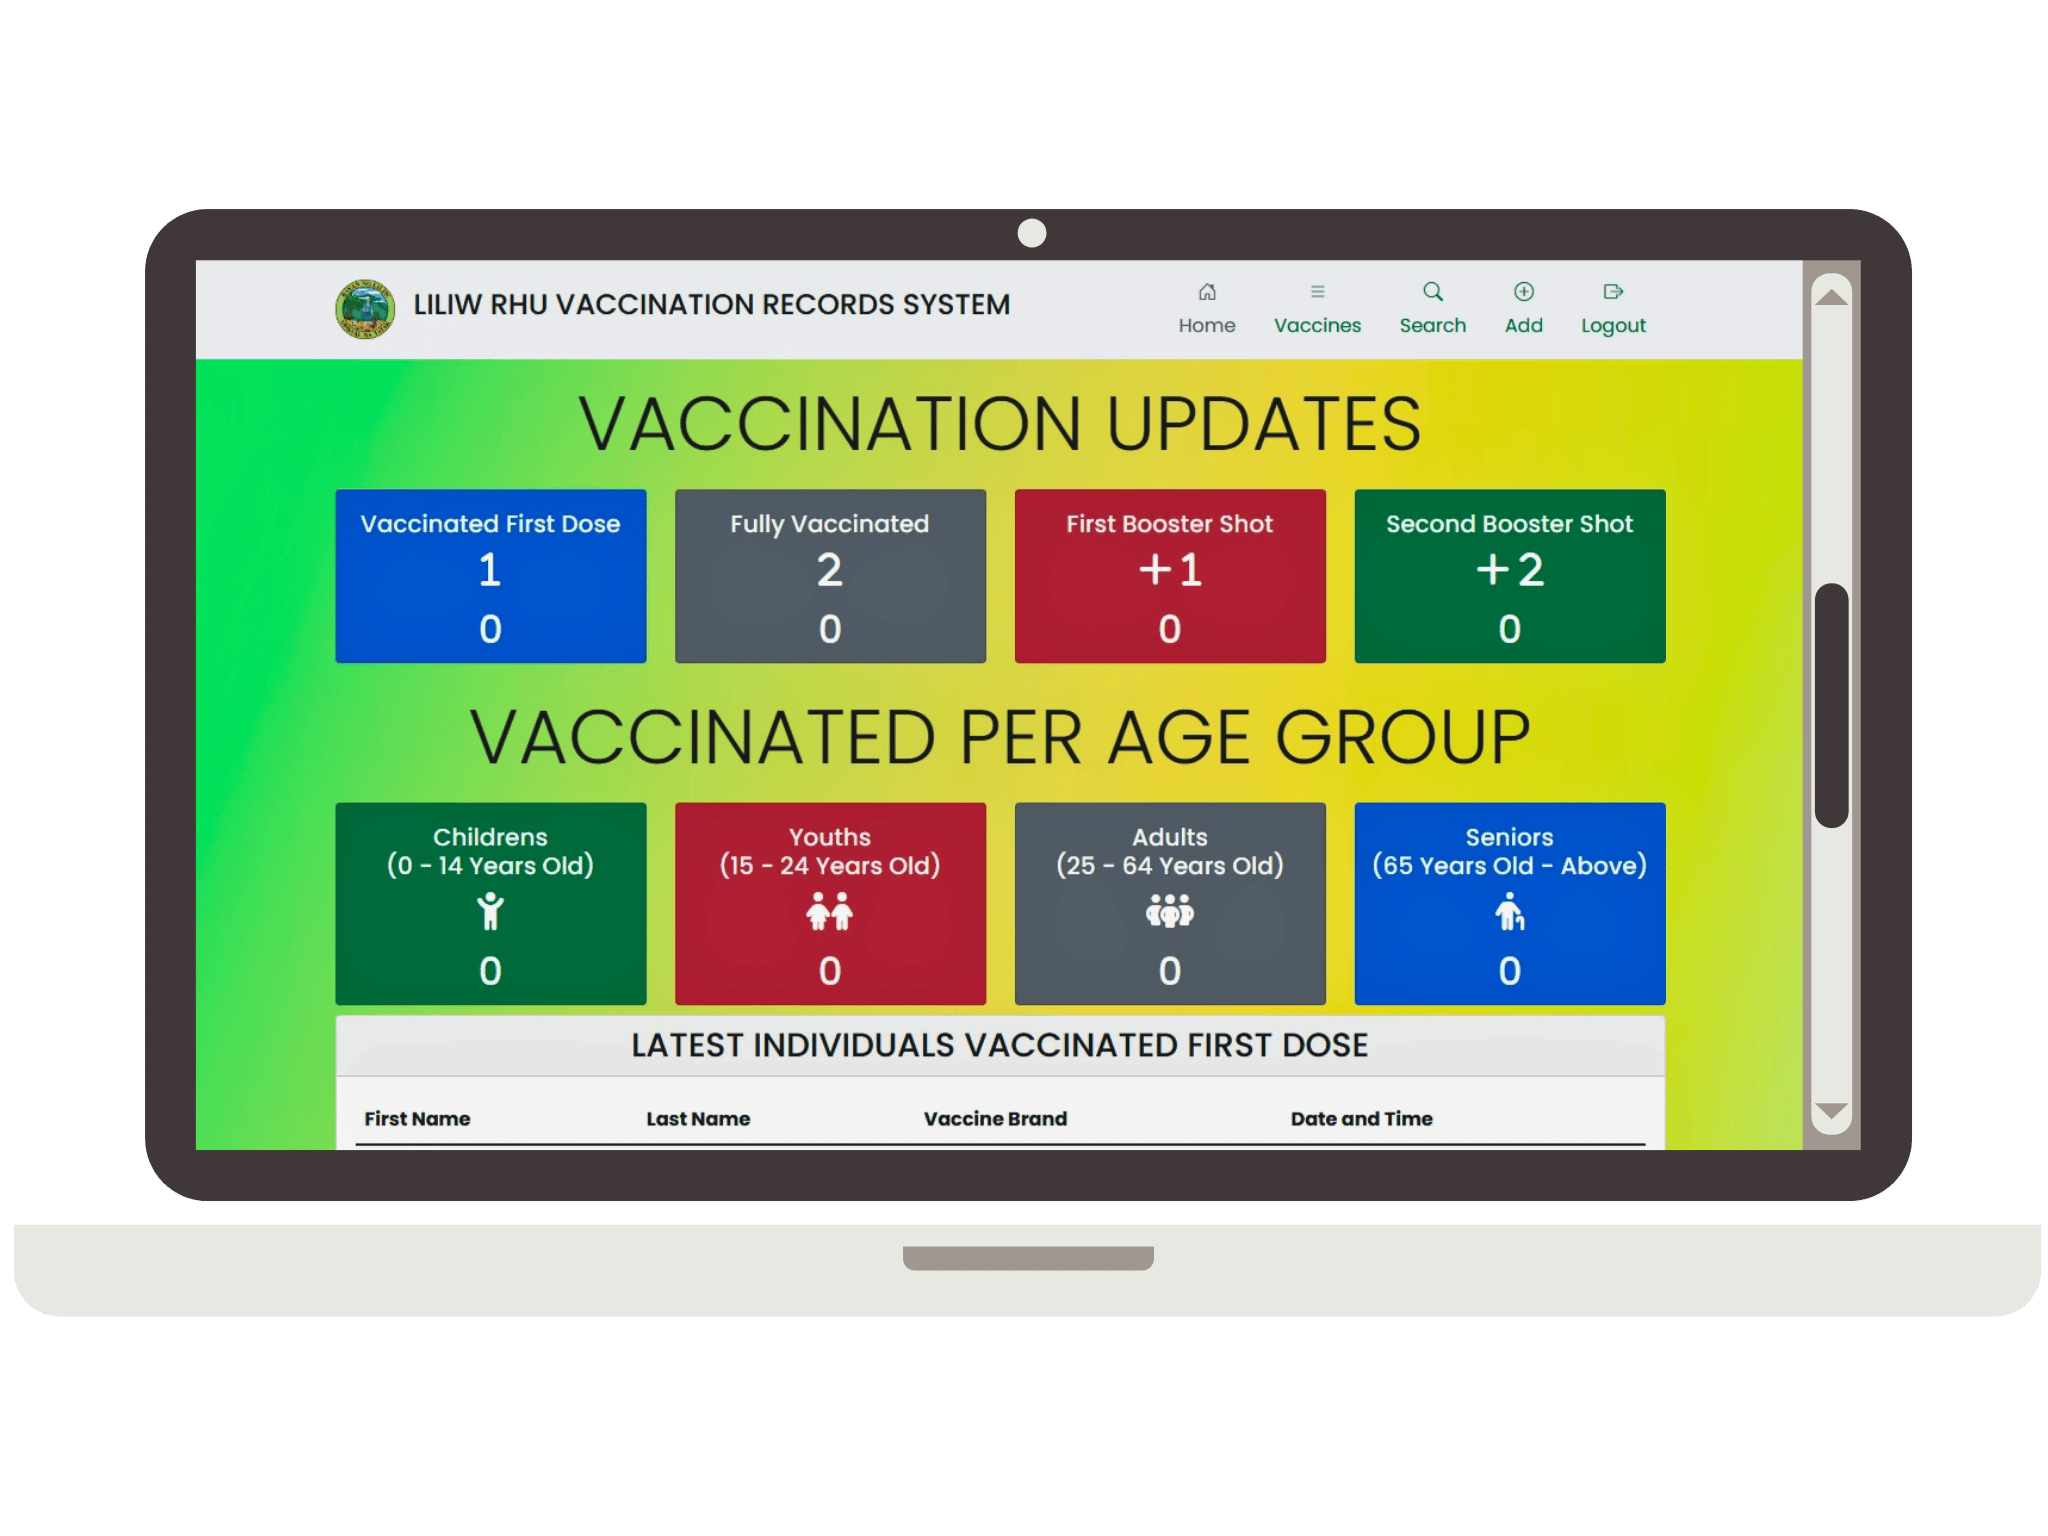 LILIW RHU VACCINATION RECORDS SYSTEM
Home Vaccines Search Add Logout
VACCINATION UPDATES
Vaccinated First Dose
1
0
Fully Vaccinated
2
0
First Booster Shot
+1
0
Second Booster Shot
+2
0
VACCINATED PER AGE GROUP
Childrens
(0 - 14 Years Old)
0
Youths
(15 - 24 Years Old)
0
Adults
(25 - 64 Years Old)
0
Seniors
(65 Years Old - Above)
0
LATEST INDIVIDUALS VACCINATED FIRST DOSE
First Name Last Name Vaccine Brand Date and Time